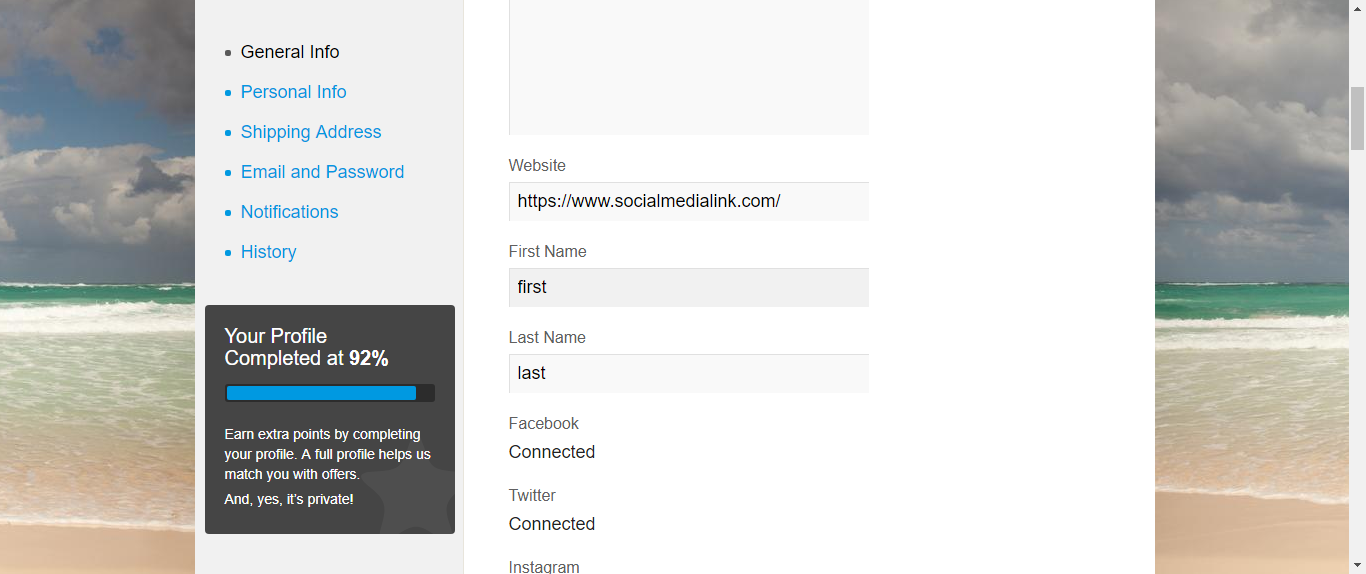 General Info
Personal Info
Shipping Address
Email and Password
Notifications
History
Your Profile
Completed at 92%
Earn extra points by completing
your profile. A full profile helps us
match you with offers.
And, yes, it's private!
Website
https://www.socialmedialink.com/
First Name
first
Last Name
last
Facebook
Connected
Twitter
Connected
Instagram